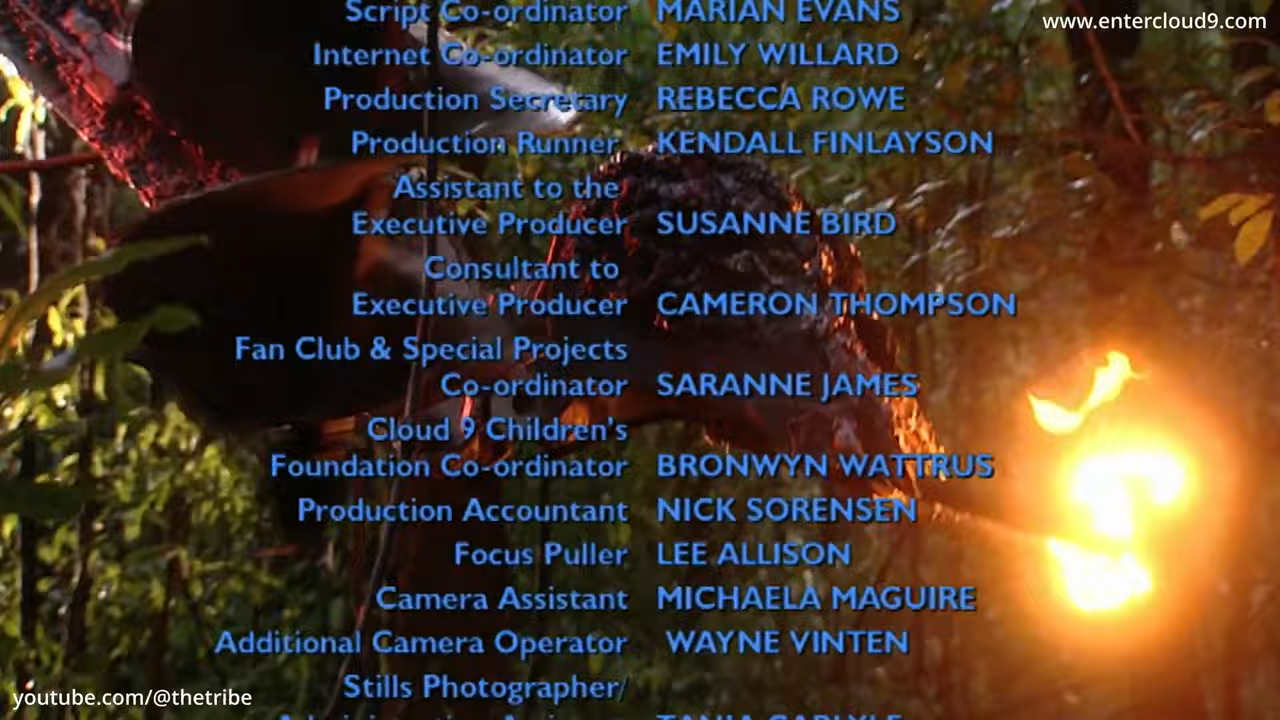 Script Co-ordinator MARIAN EVANS
www.entercloud9.com
Internet Co-ordinator EMILY WILLARD
Production Secretary REBECCA ROWE
Production Runner KENDALL FINLAYSON
Assistant to the
Executive Producer SUSANNE BIRD
Consultant to
Executive Producer CAMERON THOMPSON
Fan Club & Special Projects
Co-ordinator SARANNE JAMES
Cloud 9 Children's
Foundation Co-ordinator BRONWYN WATTRUS
Production Accountant NICK SORENSEN
Focus Puller LEE ALLISON
Camera Assistant MICHAELA MAGUIRE
Additional Camera Operator WAYNE VINTEN
Stills Photographer/
youtube.com/@thetribe